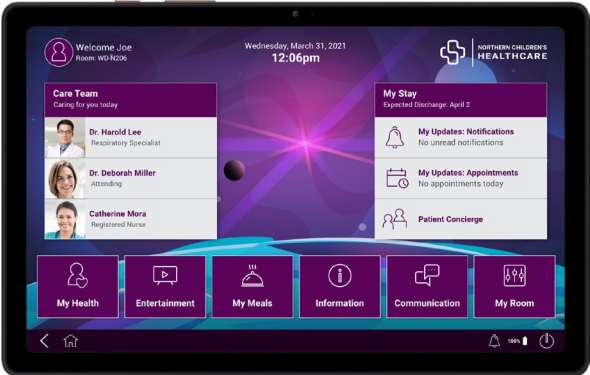 Welcome Joe
Room: WD-N206
Wednesday, March 31, 2021
12:06pm
NORTHERN CHILDREN'S
HEALTHCARE
Care Team
Caring for you today
Dr. Harold Lee
Respiratory Specialist
Dr. Deborah Miller
Attending
Catherine Mora
Registered Nurse
My Stay
Expected Discharge: April 2
My Updates: Notifications
No unread notifications
My Updates: Appointments
No appointments today
Patient Concierge
My Health
Entertainment
My Meals
Information
Communication
My Room
100%